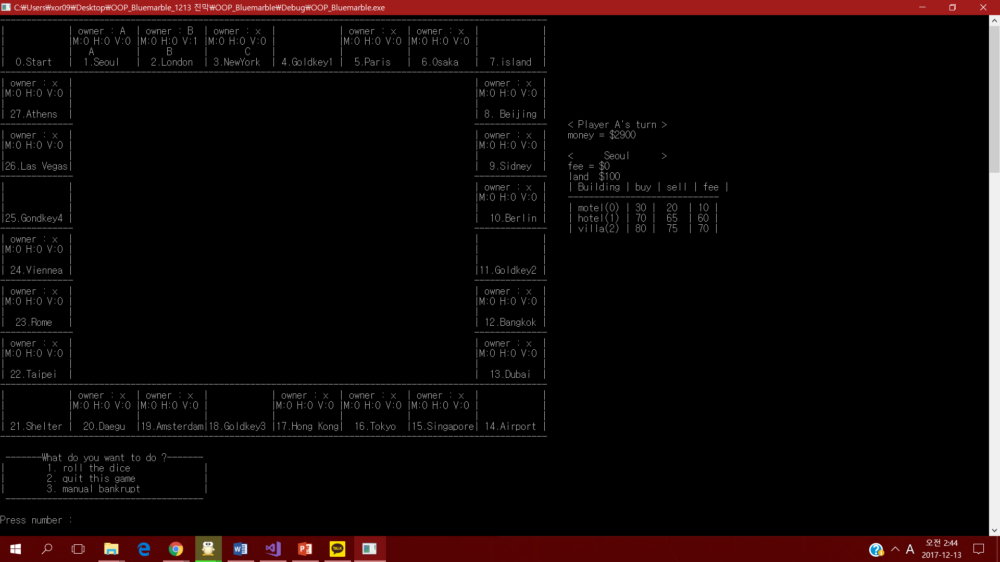 C:₩Users₩xor09₩Desktop₩OOP_Bluemarble_1213 진막₩OOP_Bluemarble₩Debug₩OOP_Bluemarble.exe
| | owner : A | owner : B | owner : x | | owner : x | owner : x | |
| |M:0 H:0 V:0 |M:0 H:0 V:1 |M:0 H:0 V:0 | |M:0 H:0 V:0 |M:0 H:0 V:0 | |
| | A | B | C | | | | |
| 0.Start | 1.Seoul | 2.London | 3.NewYork | 4.Goldkey1 | 5.Paris | 6.Osaka | 7.island |
| owner : x | | owner : x |
|M:0 H:0 V:0 | |M:0 H:0 V:0 |
| 27.Athens | | 8. Beijing |
| owner : x | | owner : x |
|M:0 H:0 V:0 | |M:0 H:0 V:0 |
|26.Las Vegas| | 9.Sidney |
| | | owner : x |
| | |M:0 H:0 V:0 |
|25.Gondkey4 | | 10.Berlin |
| owner : x | | |
|M:0 H:0 V:0 | | |
| 24.Viennea | |11.Goldkey2 |
| owner : x | | owner : x |
|M:0 H:0 V:0 | |M:0 H:0 V:0 |
| 23.Rome | | 12.Bangkok |
| owner : x | | owner : x |
|M:0 H:0 V:0 | |M:0 H:0 V:0 |
| 22.Taipei | | 13.Dubai |
| | owner : x | owner : x | | owner : x | owner : x | owner : x | |
| |M:0 H:0 V:0 |M:0 H:0 V:0 | |M:0 H:0 V:0 |M:0 H:0 V:0 |M:0 H:0 V:0 | |
| 21.Shelter | 20.Daegu |19.Amsterdam|18.Goldkey3 |17.Hong Kong| 16.Tokyo |15.Singapore| 14.Airport |
< Player A's turn >
money = $2900
< Seoul >
fee = $0
land $100
| Building | buy | sell | fee |
| motel(0) | 30 | 20 | 10 |
| hotel(1) | 70 | 65 | 60 |
| villa(2) | 80 | 75 | 70 |
-------What do you want to do ?-------
| 1. roll the dice |
| 2. quit this game |
| 3. manual bankrupt |
Press number :
TALK
A
오전 2:44
2017-12-13